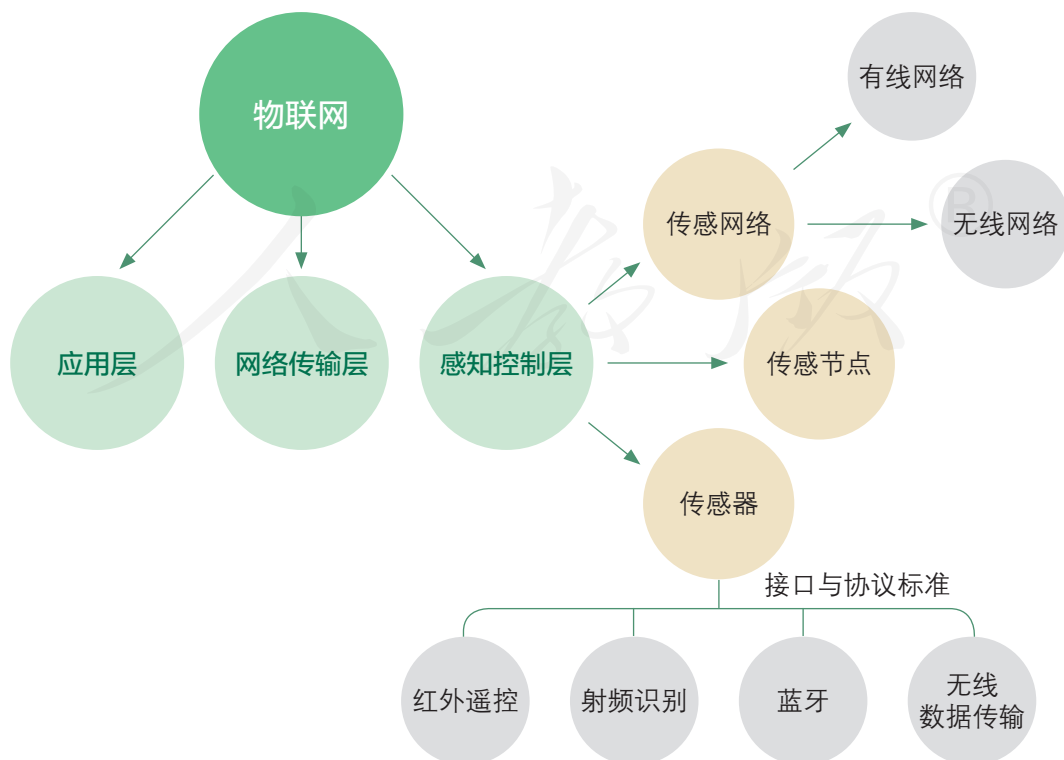 物联网
有线网络
传感网络
无线网络
应用层
网络传输层
感知控制层
传感节点
传感器
接口与协议标准
红外遥控
射频识别
蓝牙
无线
数据传输
人教版®